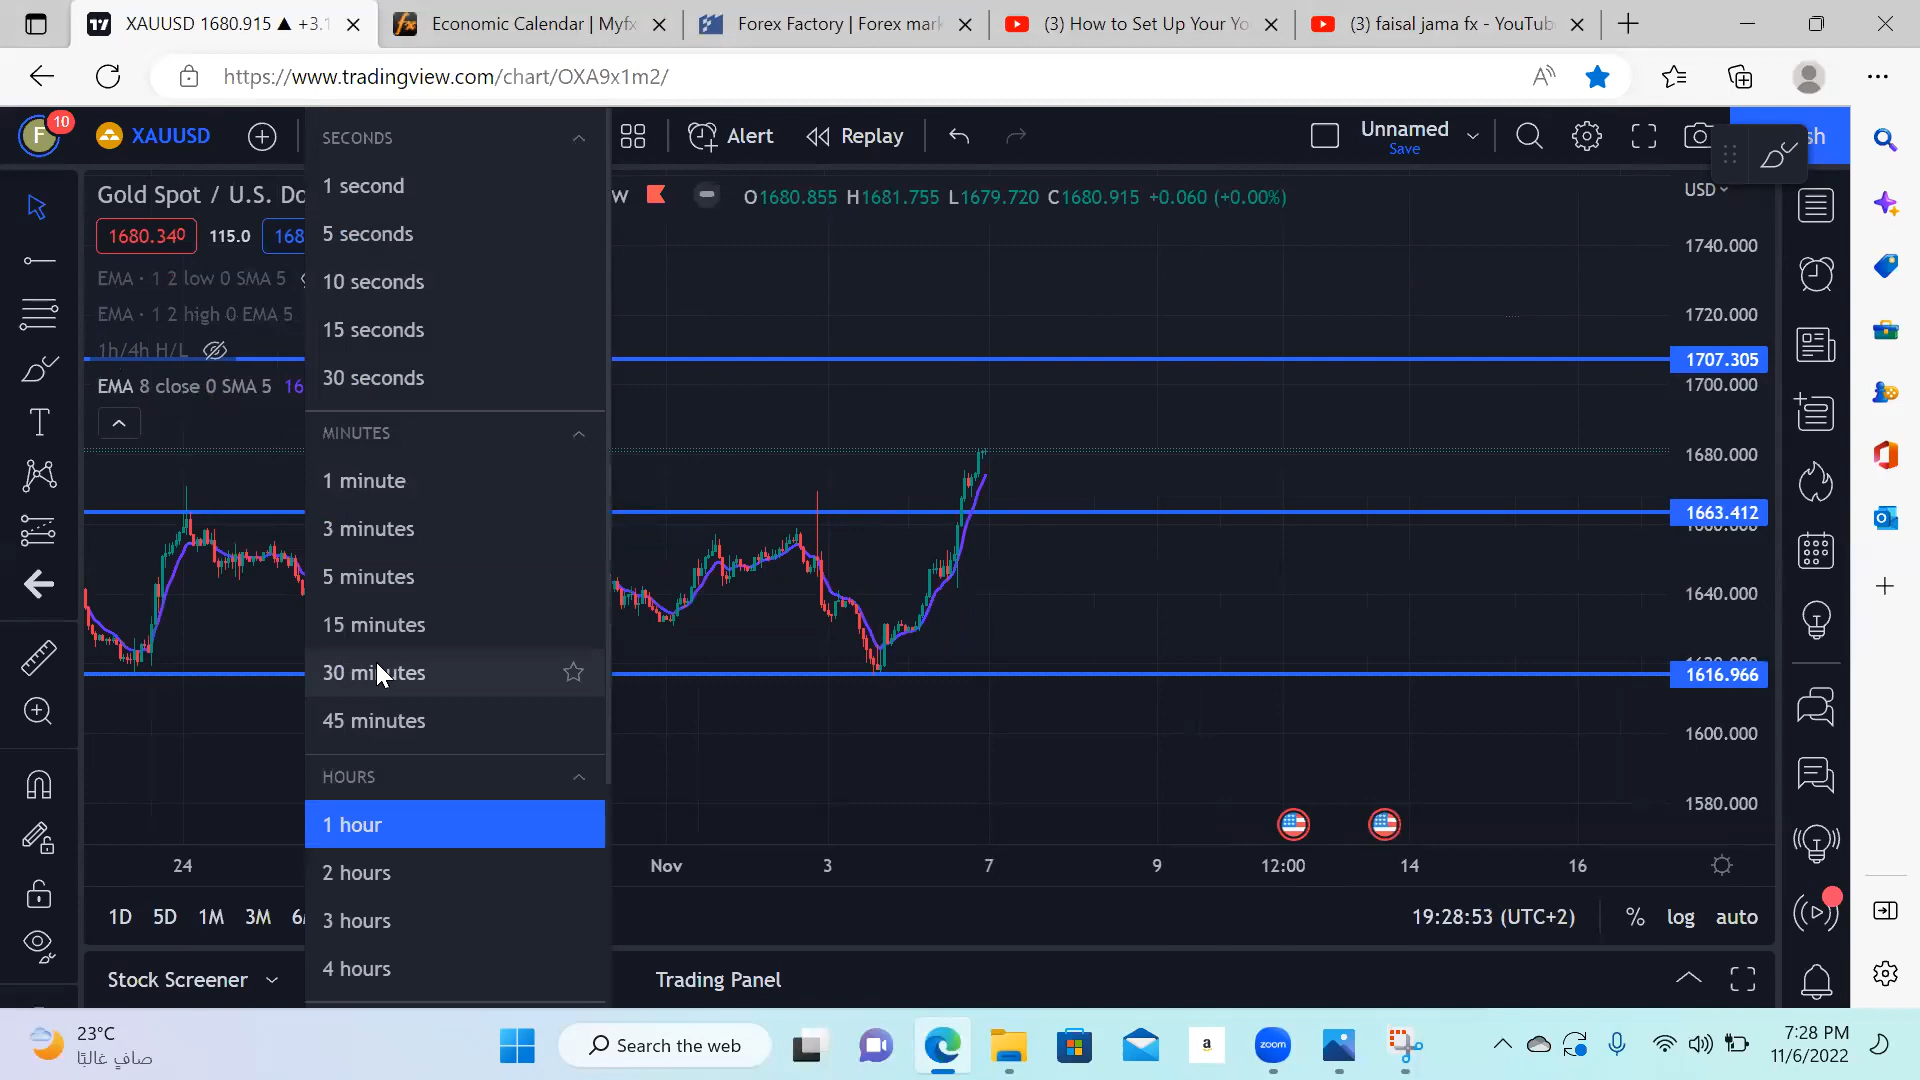 XAUUSD 1680.915 ▲ +3.1
Economic Calendar | Myfx
Forex Factory | Forex mark
(3) How to Set Up Your Yo
(3) faisal jama fx - YouTub
https://www.tradingview.com/chart/OXA9x1m2/
F
10
XAUUSD
Alert
Replay
Unnamed
Save
sh
Gold Spot / U.S. Do
W
O1680.855 H1681.755 L1679.720 C1680.915 +0.060 (+0.00%)
USD
1680.340
115.0
168
EMA · 1 2 low 0 SMA 5
EMA · 1 2 high 0 EMA 5
1h/4h H/L
EMA 8 close 0 SMA 5 16
SECONDS
1 second
5 seconds
10 seconds
15 seconds
30 seconds
MINUTES
1 minute
3 minutes
5 minutes
15 minutes
30 minutes
45 minutes
HOURS
1 hour
2 hours
3 hours
4 hours
1740.000
1720.000
1707.305
1700.000
1680.000
1663.412
1640.000
1616.966
1600.000
1580.000
24
Nov
3
7
9
12:00
14
16
1D 5D 1M 3M
19:28:53 (UTC+2)
%
log
auto
Stock Screener
Trading Panel
23°C
صافٍ غالبًا
Search the web
a
zoom
7:28 PM
11/6/2022